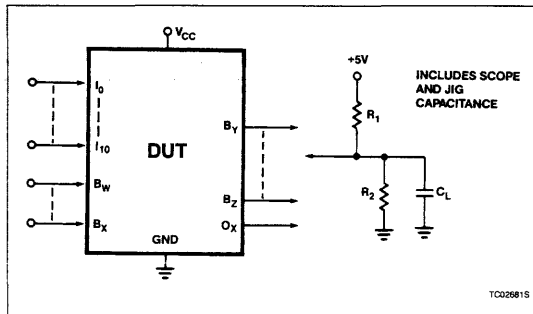 VCC
I0
I10
BW
BX
DUT
GND
BY
BZ
OX
+5V
R1
R2
CL
INCLUDES SCOPE
AND JIG
CAPACITANCE
TC02681S